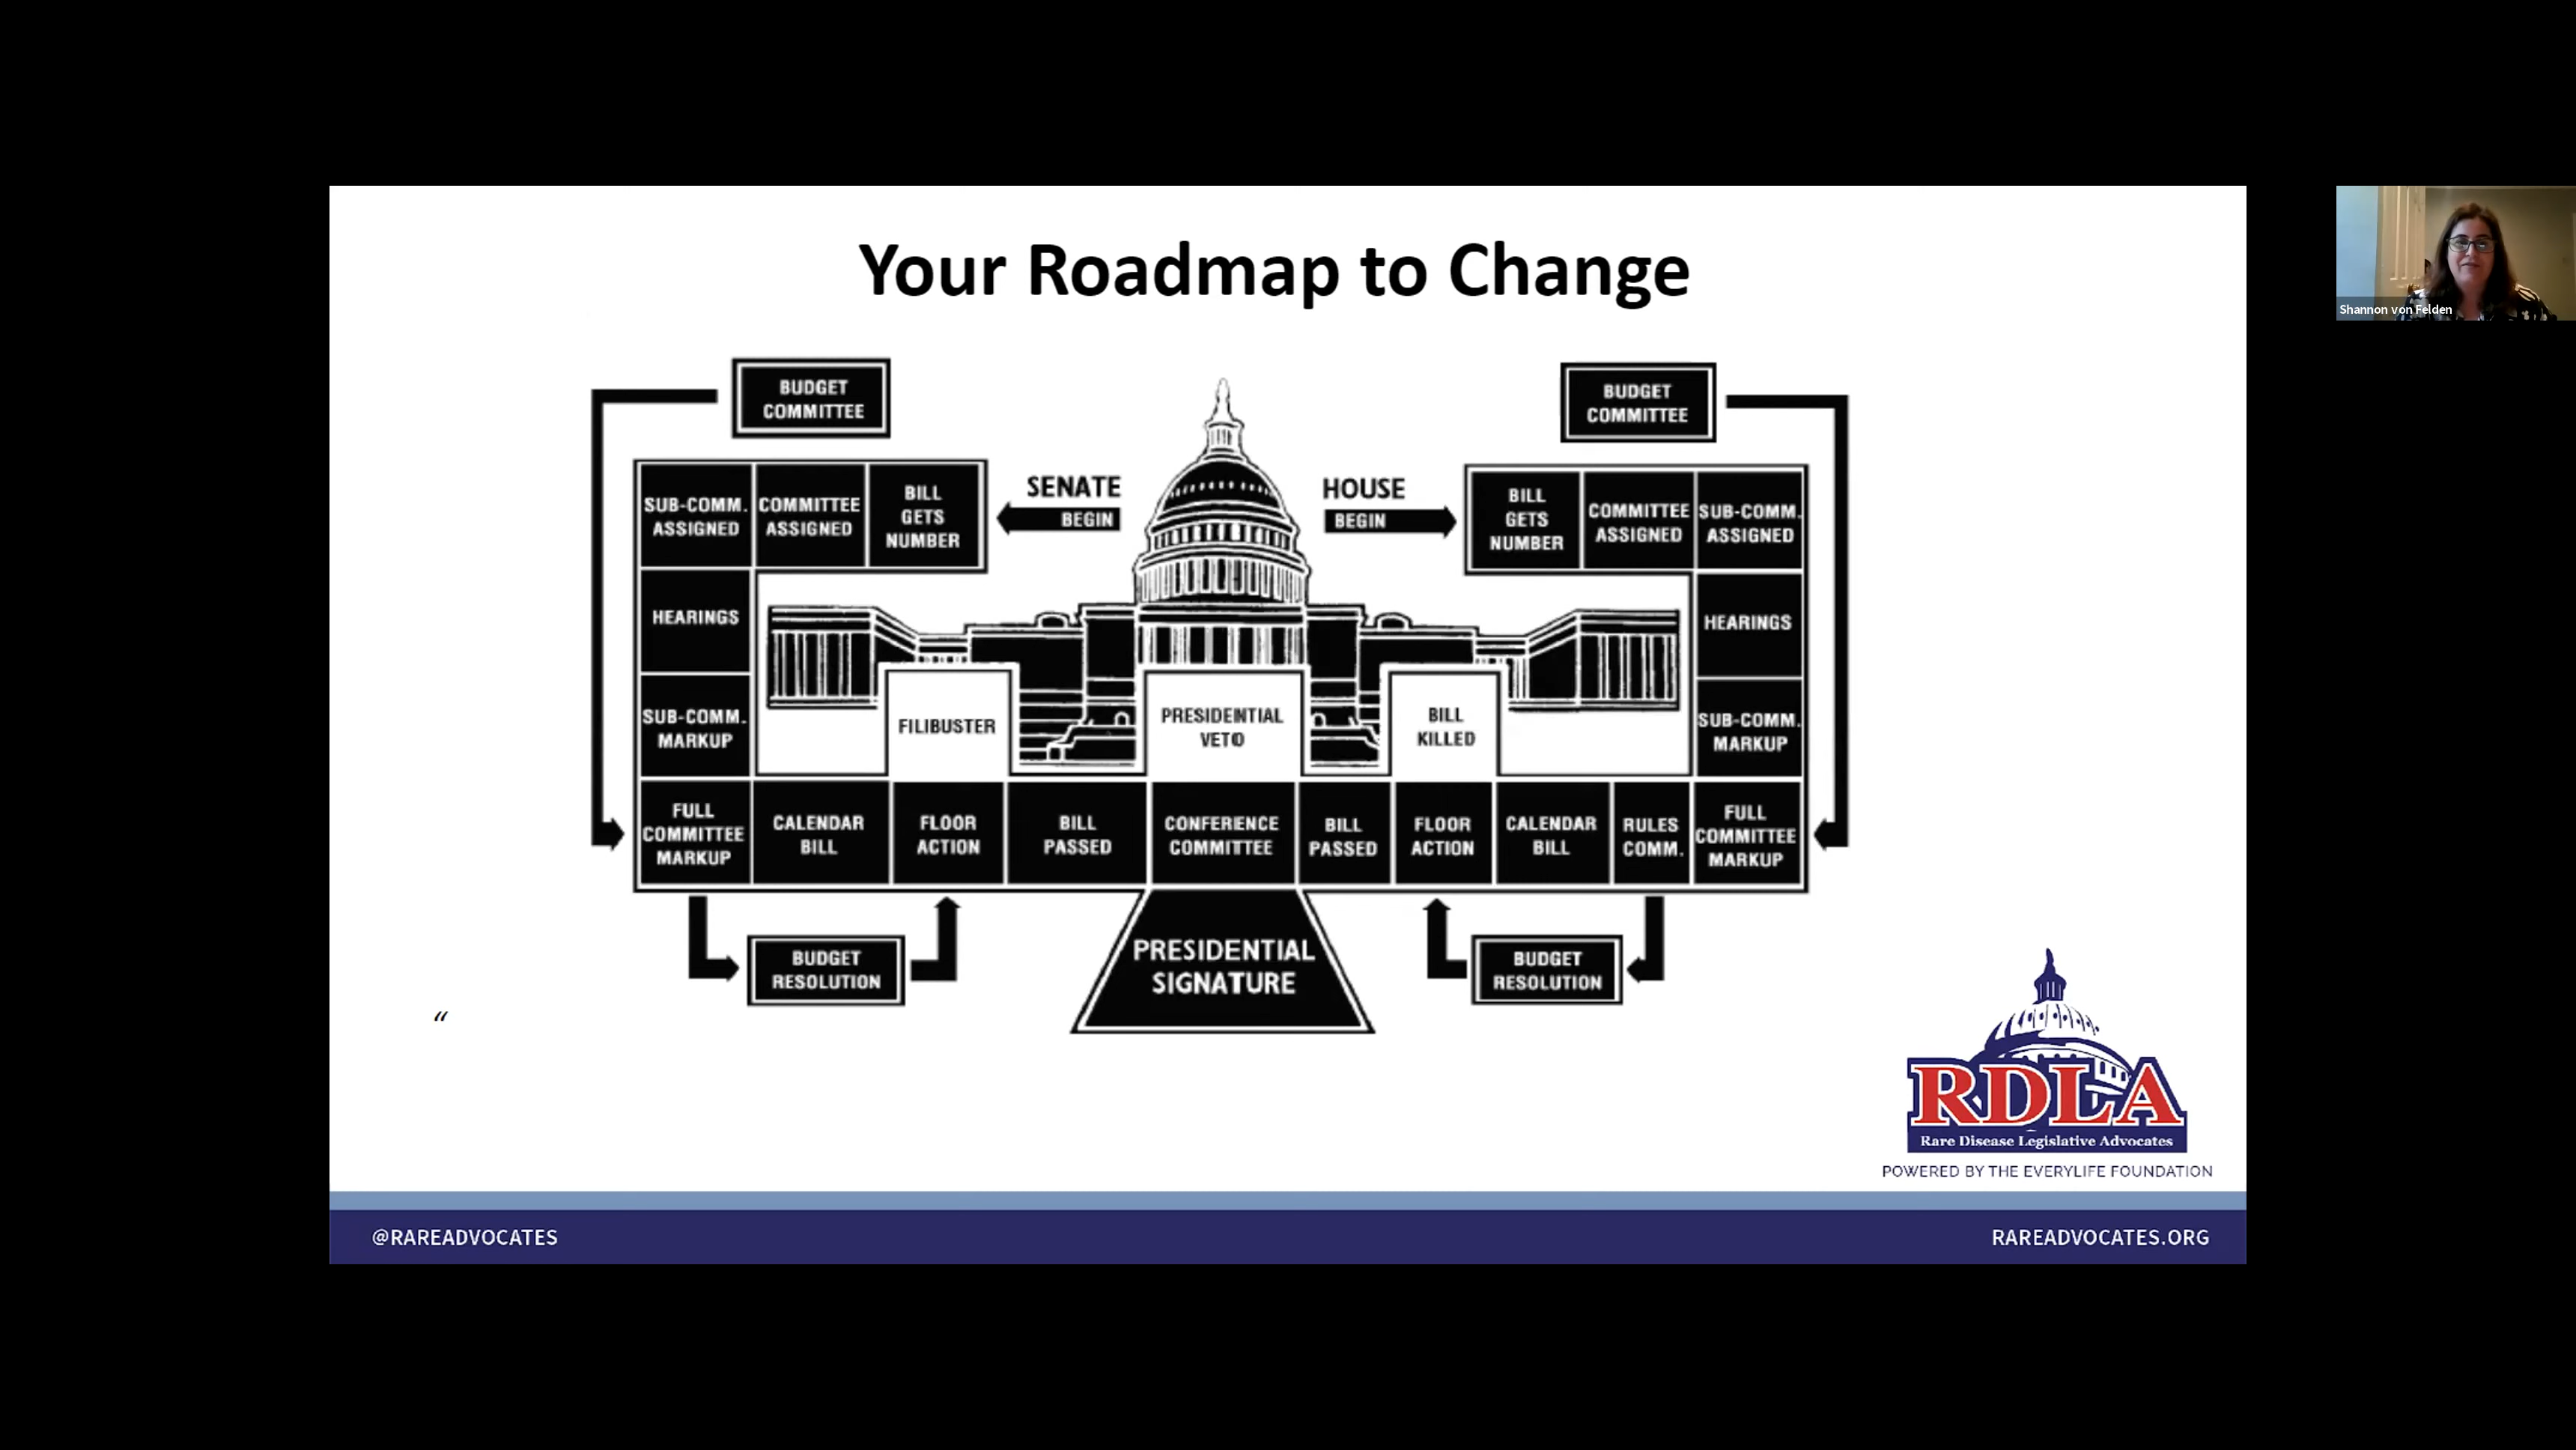 Your Roadmap to Change
Shannon von Felden
BUDGET
COMMITTEE
BUDGET
COMMITTEE
SENATE
BEGIN
HOUSE
BEGIN
SUB-COMM.
ASSIGNED
COMMITTEE
ASSIGNED
BILL
GETS
NUMBER
BILL
GETS
NUMBER
COMMITTEE
ASSIGNED
SUB-COMM.
ASSIGNED
HEARINGS
HEARINGS
SUB-COMM.
MARKUP
FILIBUSTER
PRESIDENTIAL
VETO
BILL
KILLED
SUB-COMM.
MARKUP
FULL
COMMITTEE
MARKUP
CALENDAR
BILL
FLOOR
ACTION
BILL
PASSED
CONFERENCE
COMMITTEE
BILL
PASSED
FLOOR
ACTION
CALENDAR
BILL
RULES
COMM.
FULL
COMMITTEE
MARKUP
BUDGET
RESOLUTION
PRESIDENTIAL
SIGNATURE
BUDGET
RESOLUTION
“
RDLA
Rare Disease Legislative Advocates
POWERED BY THE EVERYLIFE FOUNDATION
@RAREADVOCATES
RAREADVOCATES.ORG